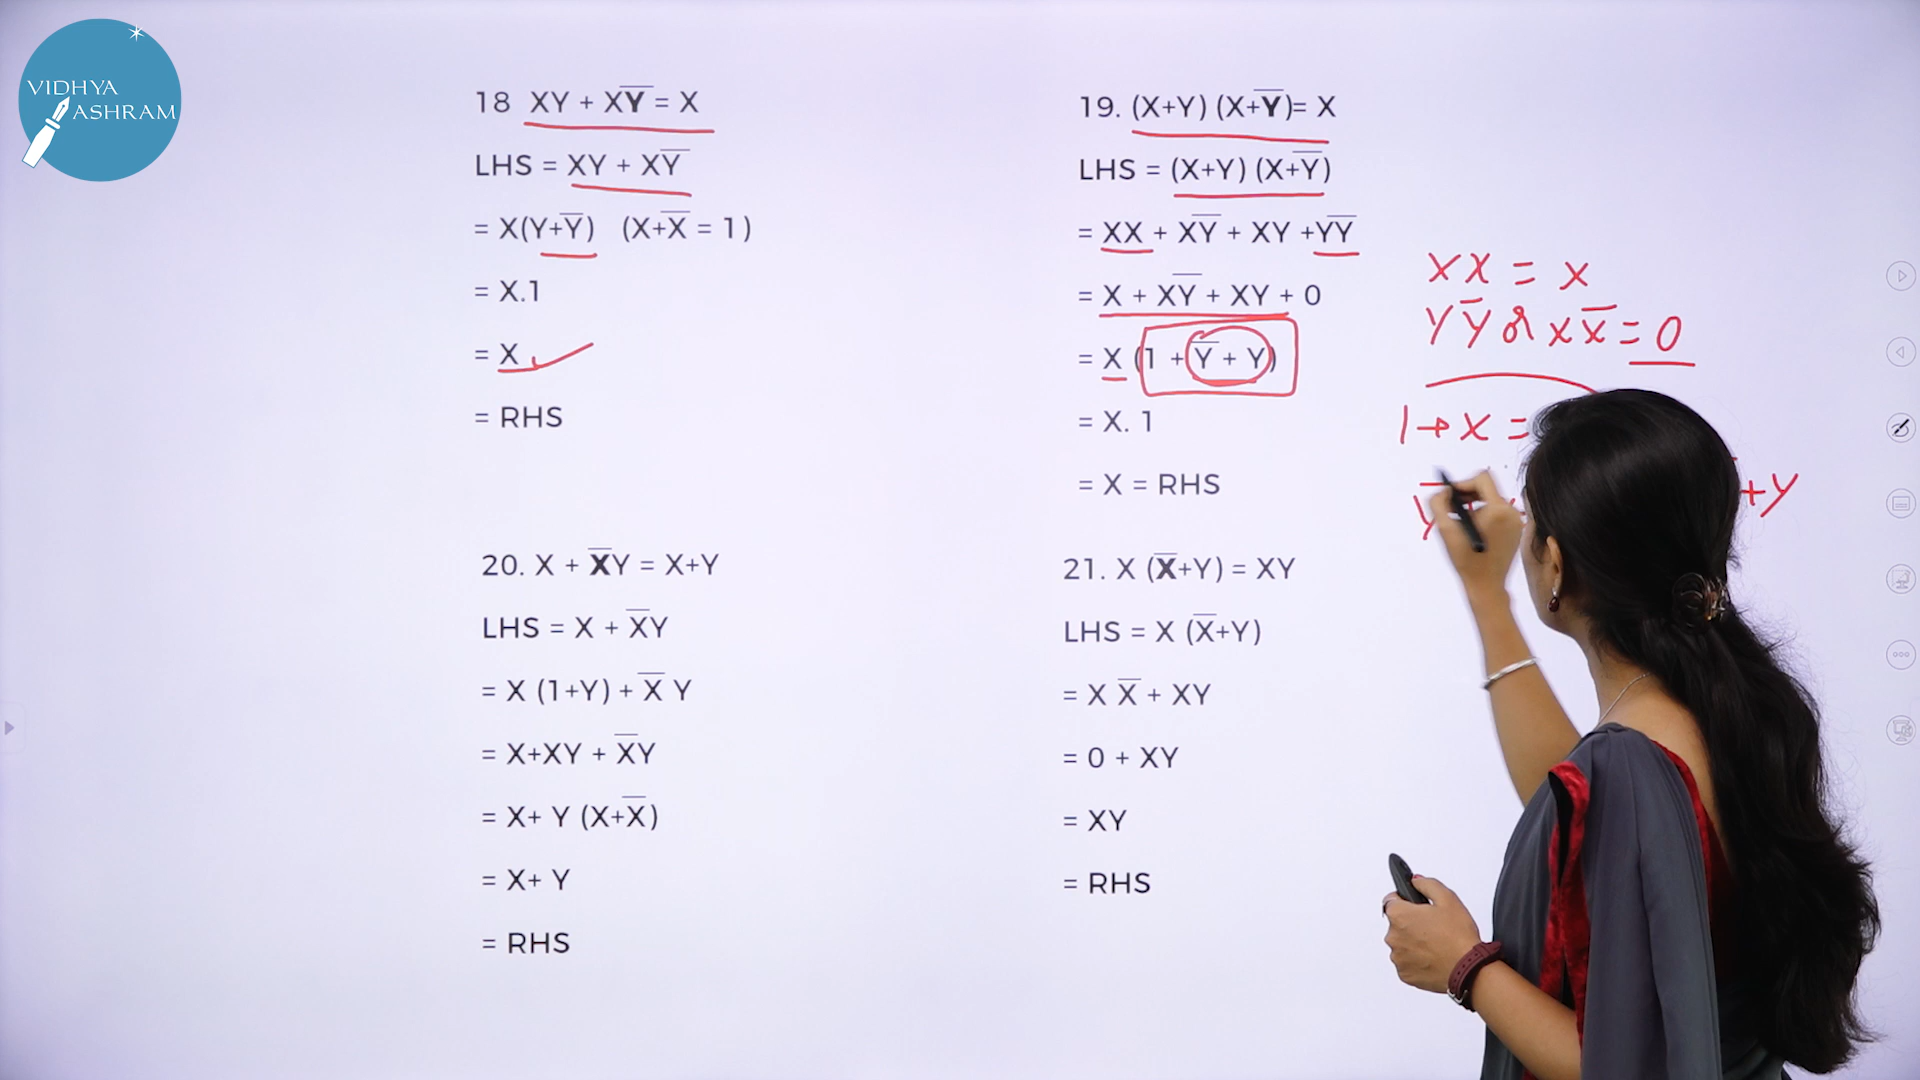 VIDHYA
ASHRAM
18 XY + XY̅ = X
LHS = XY + XY̅
= X(Y+Y̅) (X+X̅ = 1)
= X.1
= X
= RHS
19. (X+Y) (X+Y̅)= X
LHS = (X+Y) (X+Y̅)
= XX + XY̅ + XY +YY̅
= X + XY̅ + XY + 0
= X (1 + Y̅ + Y)
= X. 1
= X = RHS
20. X + X̅Y = X+Y
LHS = X + X̅Y
= X (1+Y) + X̅ Y
= X+XY + X̅Y
= X+ Y (X+X̅)
= X+ Y
= RHS
21. X (X̅+Y) = XY
LHS = X (X̅+Y)
= X X̅ + XY
= 0 + XY
= XY
= RHS
XX = X
YY̅ or XX̅ = 0
1+X =
+Y